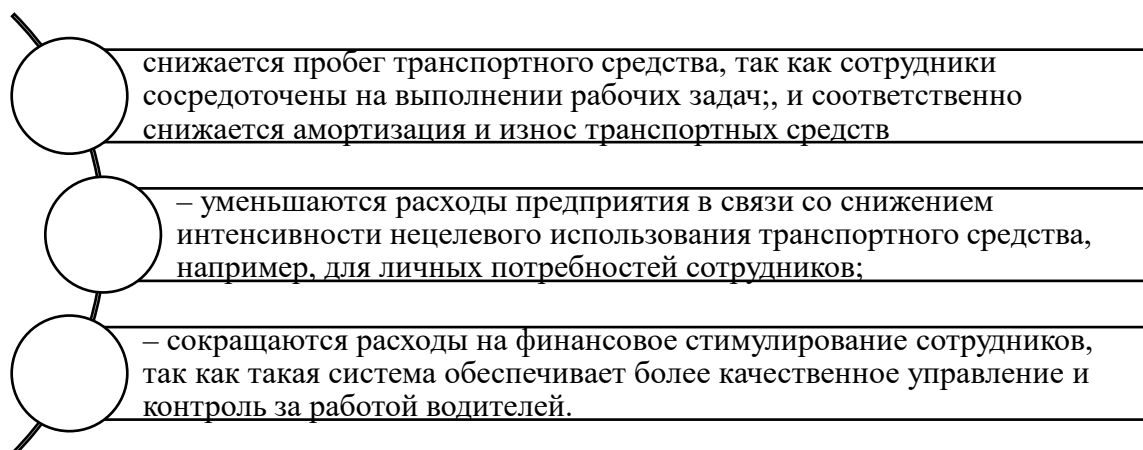 снижается пробег транспортного средства, так как сотрудники
сосредоточены на выполнении рабочих задач;, и соответственно
снижается амортизация и износ транспортных средств
– уменьшаются расходы предприятия в связи со снижением
интенсивности нецелевого использования транспортного средства,
например, для личных потребностей сотрудников;
– сокращаются расходы на финансовое стимулирование сотрудников,
так как такая система обеспечивает более качественное управление и
контроль за работой водителей.